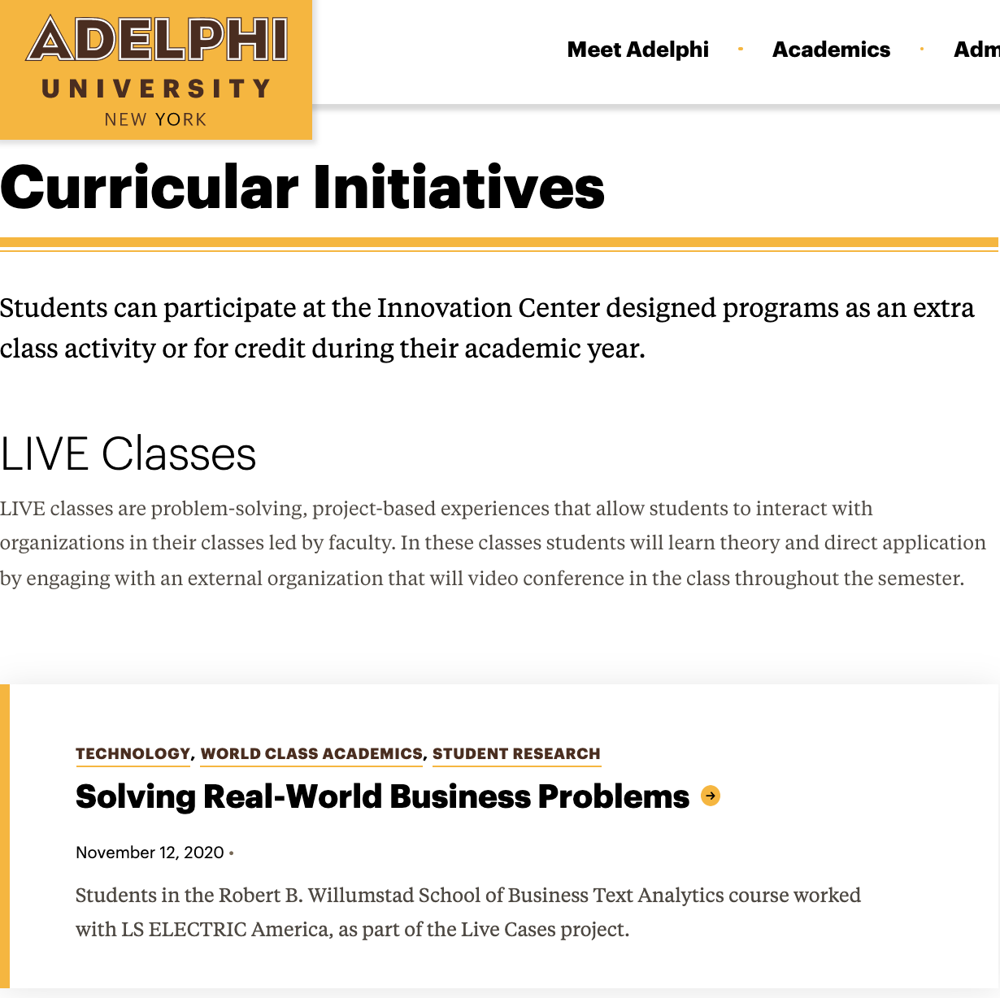 ADELPHI
UNIVERSITY
NEW YORK
Meet Adelphi · Academics · Adm
Curricular Initiatives
Students can participate at the Innovation Center designed programs as an extra
class activity or for credit during their academic year.
LIVE Classes
LIVE classes are problem-solving, project-based experiences that allow students to interact with
organizations in their classes led by faculty. In these classes students will learn theory and direct application
by engaging with an external organization that will video conference in the class throughout the semester.
TECHNOLOGY, WORLD CLASS ACADEMICS, STUDENT RESEARCH
Solving Real-World Business Problems
November 12, 2020 •
Students in the Robert B. Willumstad School of Business Text Analytics course worked
with LS ELECTRIC America, as part of the Live Cases project.